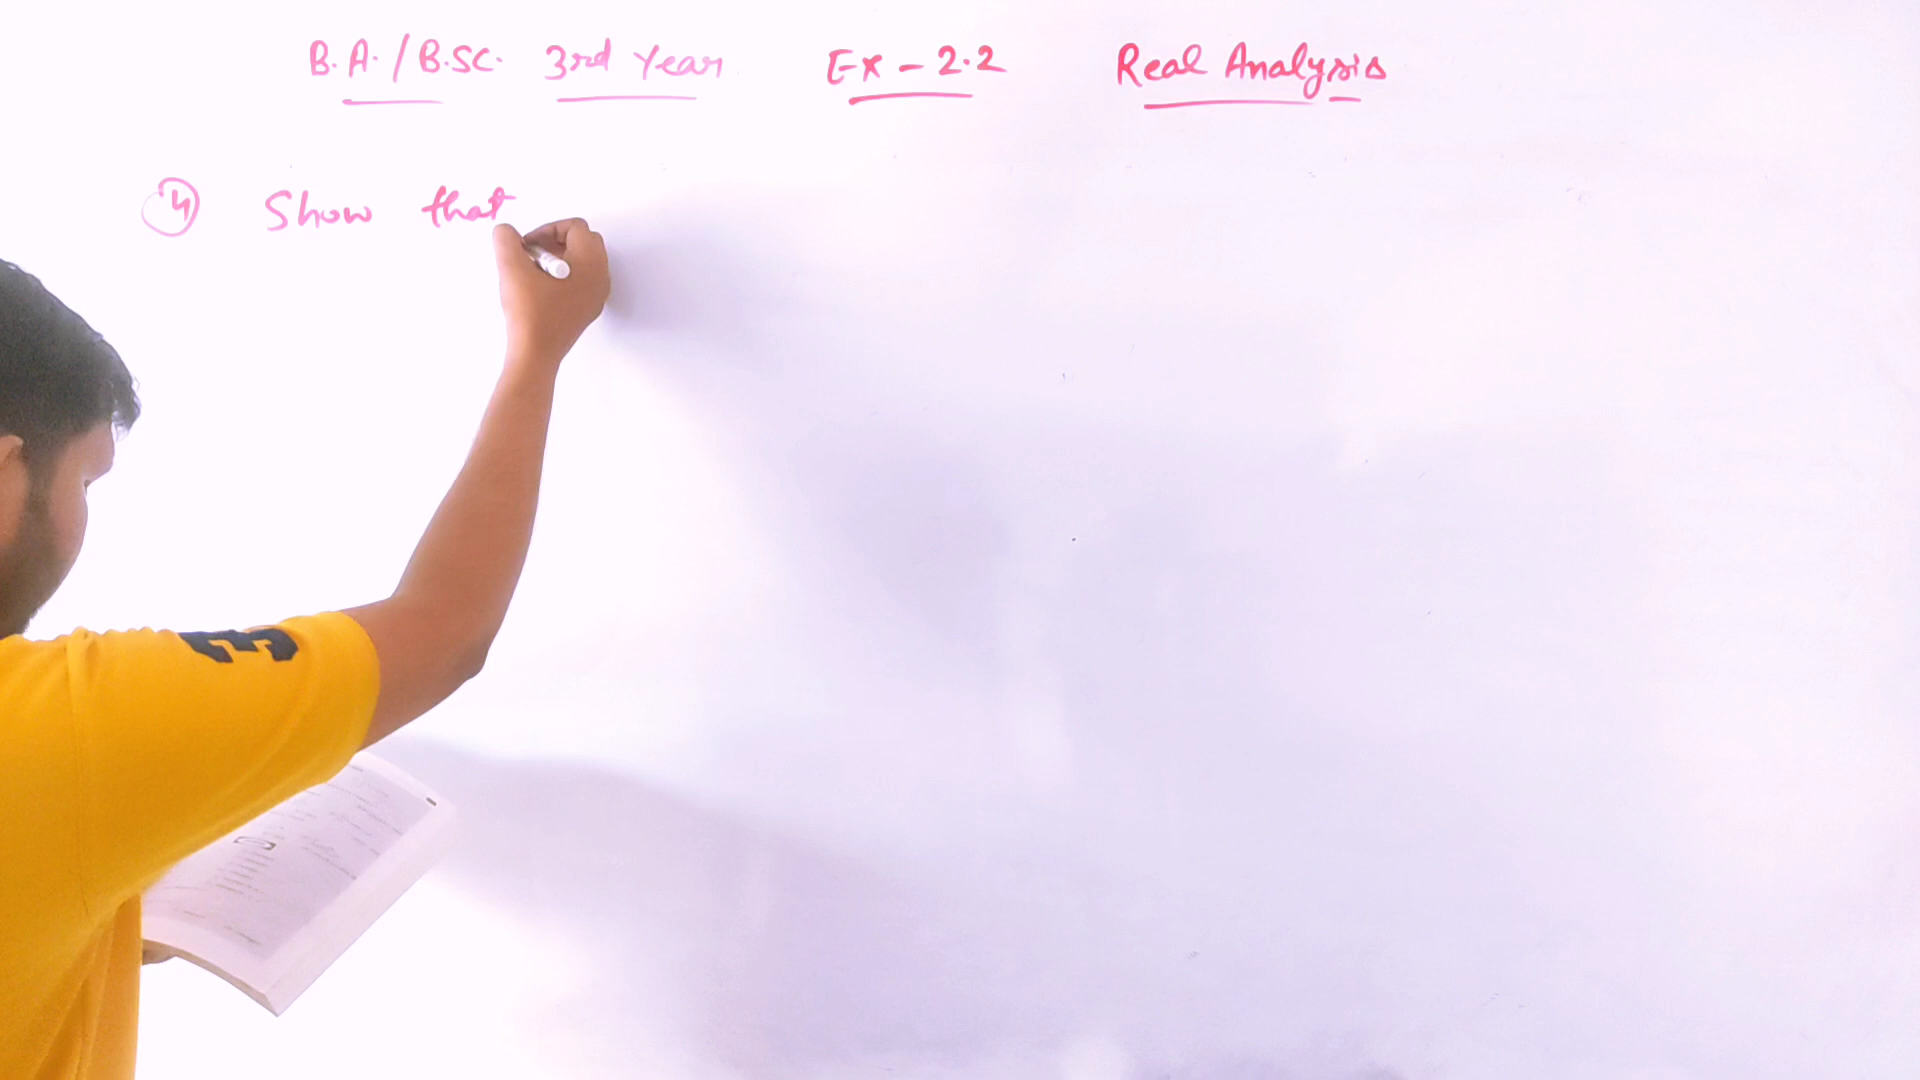 B.A./B.SC. 3rd Year Ex - 2.2 Real Analysis
4 Show that